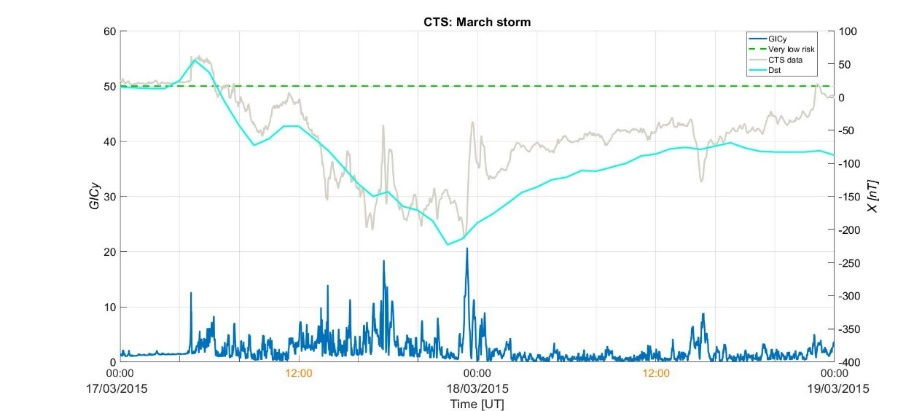 CTS: March storm
GICy
Very low risk
CTS data
Dst
60
50
40
30
20
10
0
GICy
100
50
0
-50
-100
-150
-200
-250
-300
-350
-400
X [nT]
00:00 12:00 00:00 12:00 00:00
17/03/2015 18/03/2015 19/03/2015
Time [UT]